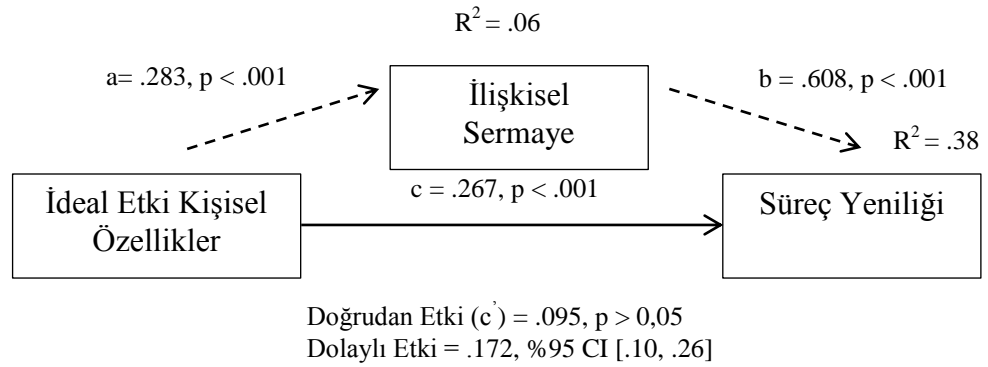 R² = .06
a= .283, p < .001
İlişkisel
Sermaye
b = .608, p < .001
R² = .38
c = .267, p < .001
İdeal Etki Kişisel
Özellikler
Süreç Yeniliği
Doğrudan Etki (c’) = .095, p > 0,05
Dolaylı Etki = .172, %95 CI [.10, .26]